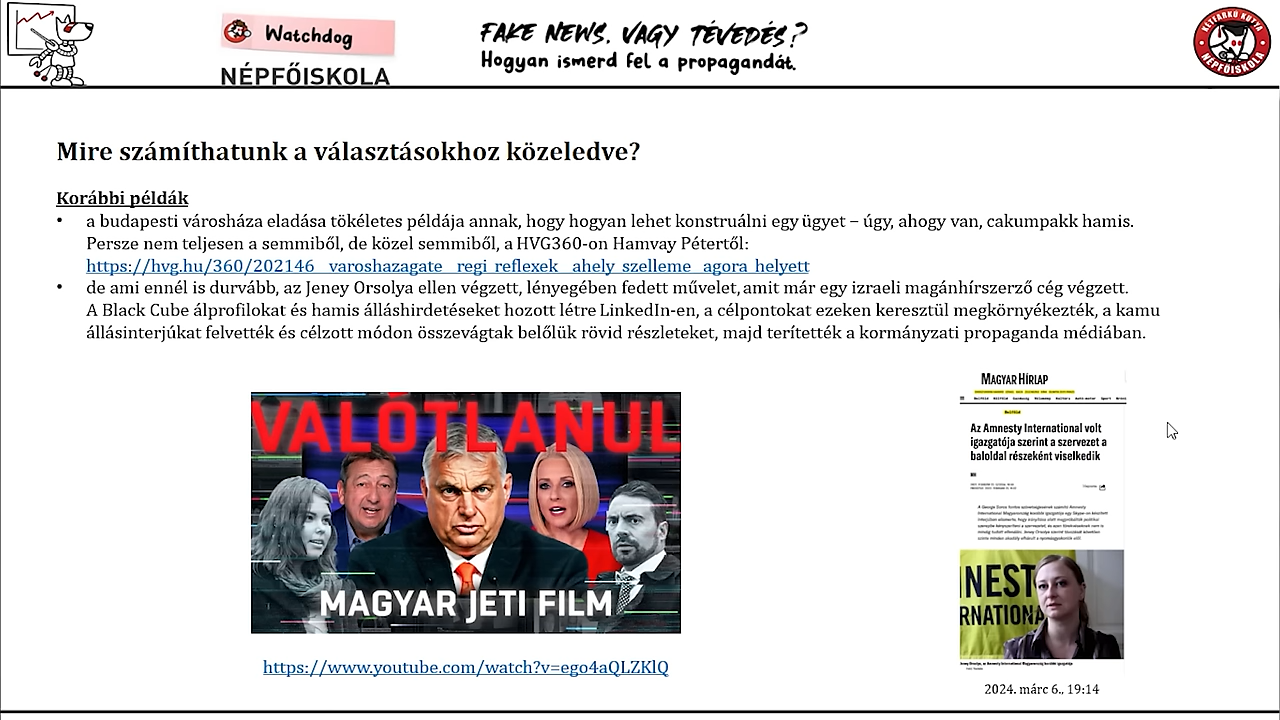 Watchdog
NÉPFŐISKOLA
FAKE NEWS, VAGY TÉVEDÉS?
Hogyan ismerd fel a propagandát.
KÉTFARKÚ KUTYA
NÉPFŐISKOLA
Mire számíthatunk a választásokhoz közeledve?
Korábbi példák
• a budapesti városháza eladása tökéletes példája annak, hogy hogyan lehet konstruálni egy ügyet – úgy, ahogy van, cakumpakk hamis.
Persze nem teljesen a semmiből, de közel semmiből, a HVG360-on Hamvay Pétertől:
https://hvg.hu/360/202146__varoshazagate__regi_reflexek__ahely_szelleme__agora_helyett
• de ami ennél is durvább, az Jeney Orsolya ellen végzett, lényegében fedett művelet, amit már egy izraeli magánhírszerző cég végzett.
A Black Cube álprofilokat és hamis álláshirdetéseket hozott létre LinkedIn-en, a célpontokat ezeken keresztül megkörnyékezték, a kamu
állásinterjúkat felvették és célzott módon összevágtak belőlük rövid részleteket, majd terítették a kormányzati propaganda médiában.
VALÓTLANUL
MAGYAR JETI FILM
https://www.youtube.com/watch?v=ego4aQLZKlQ
MAGYAR HÍRLAP
Belföld
Az Amnesty International volt
igazgatója szerint a szervezet a
baloldal részeként viselkedik
2024. márc 6., 19:14